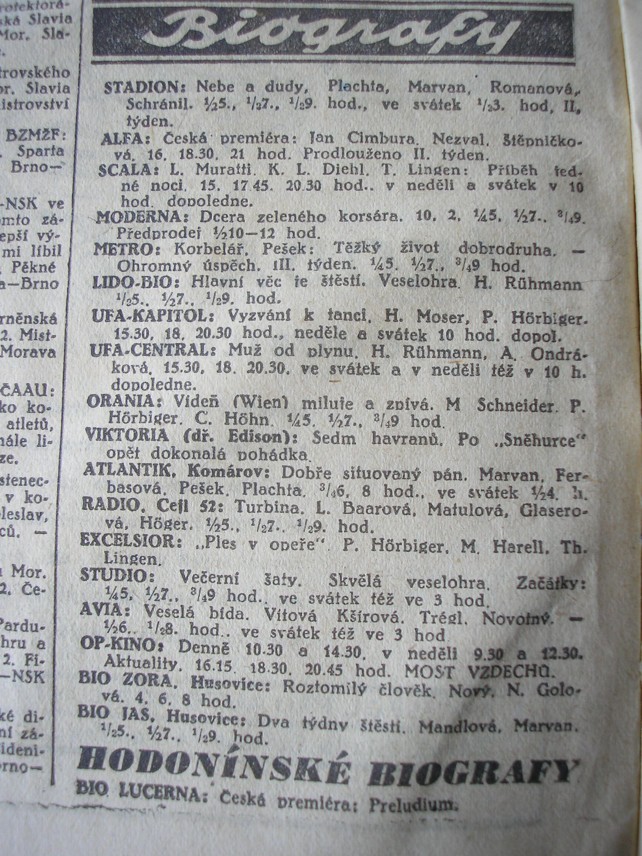 Biografy
STADION: Nebe a dudy, Plachta, Marvan, Romanová,
Schránil. ½5., ½7., ½9. hod., ve svátek ½3. hod, II,
týden.
ALFA: Česká premiéra: Jan Cimbura. Nezval, Štěpničko-
vá, 16, 18.30, 21 hod. Prodlouženo II. týden.
SCALA: L. Muratti. K. L. Diehl, T. Lingen: Příběh jed-
né noci, 15, 17.45, 20.30 hod., v neděli a svátek v 10
hod. dopoledne.
MODERNA: Dcera zeleného korsára. 10, 2, ¼5, ½7., ¾9.
Předprodej ½10—12 hod.
METRO: Korbelář, Pešek: Těžký život dobrodruha. —
Ohromný úspěch. III. týden. ¼5. ½7., ¾9 hod.
LIDO-BIO: Hlavní věc je štěstí. Veselohra. H. Rühmann
½5., ½7., ½9. hod.
UFA-KAPITOL: Vyzvání k tanci, H. Moser, P. Hörbiger.
15.30, 18, 20.30 hod., neděle a svátek 10 hod. dopol.
UFA-CENTRAL: Muž od plynu, H. Rühmann, A. Ondrá-
ková, 15.30, 18. 20.30, ve svátek a v neděli též v 10 h.
dopoledne.
ORANIA: Vídeň (Wien) miluje a zpívá. M Schneider. P.
Hörbiger. C. Höhn. ¼5. ½7., ¾9 hod.
VIKTORIA (dř. Edison): Sedm havranů, Po „Sněhurce“
opět dokonalá pohádka.
ATLANTIK, Komárov: Dobře situovaný pán. Marvan, Fer-
basová, Pešek, Plachta, ¾6, 8 hod., ve svátek ½4. h.
RADIO, Cejl 52: Turbina, L. Baarová, Matulová, Glasero-
vá, Höger, ½5., ½7., ½9. hod.
EXCELSIOR: „Ples v opeře“. P. Hörbiger, M. Harell, Th.
Lingen.
STUDIO: Večerní šaty. Skvělá veselohra. Začátky:
¼5, ½7., ¾9 hod., ve svátek též ve 3 hod.
AVIA: Veselá bída. Vítová Kšírová. Trégl, Novotný. —
½6., ½8. hod., ve svátek též ve 3 hod
OP-KINO: Denně 10.30 a 14.30, v neděli 9.30 a 12.30.
Aktuality. 16.15, 18.30, 20.45 hod. MOST VZDECHŮ.
BIO ZORA, Husovice: Roztomilý člověk, Nový, N. Golo-
vá. 4, 6, 8 hod.
BIO JAS, Husovice: Dva týdny štěstí. Mandlová, Marvan,
½5., ½7., ½9. hod.
HODONÍNSKÉ BIOGRAFY
BIO LUCERNA: Česká premiéra: Preludium.